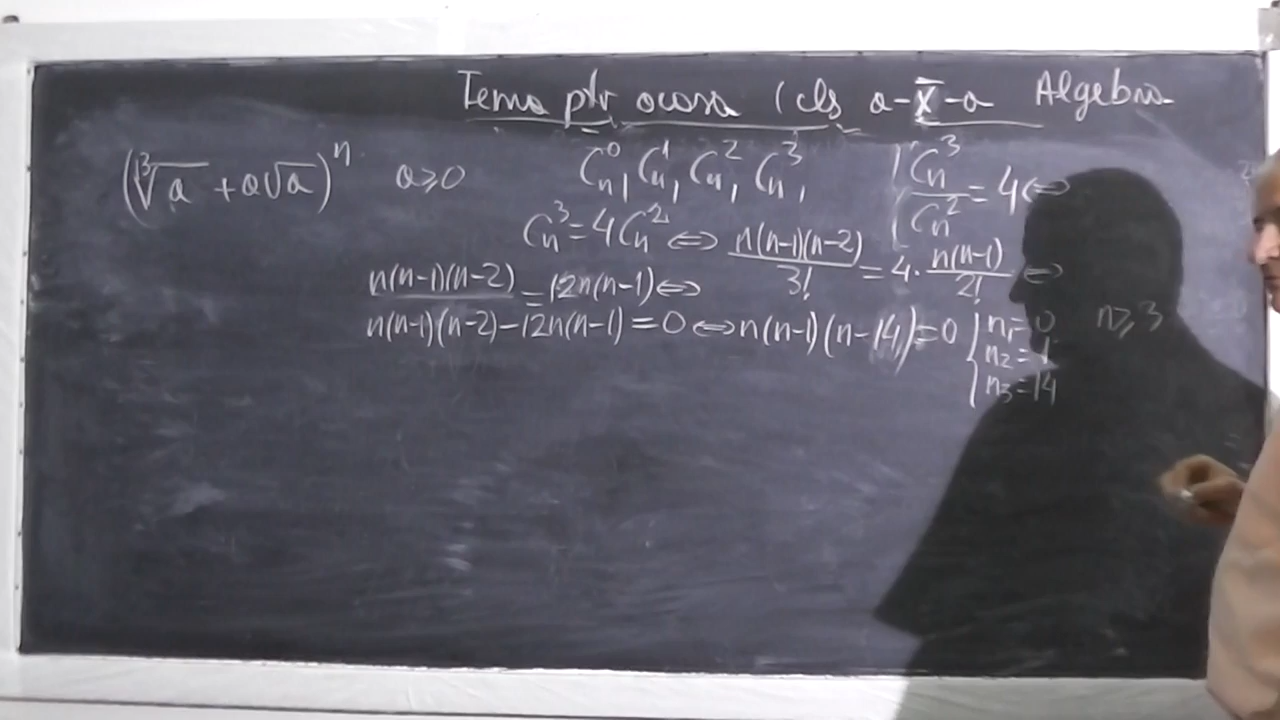 Tema ptr acasa (cls a-X-a Algebra
(∛a + a√a)ⁿ a≥0 Cₙ⁰, Cₙ¹, Cₙ², Cₙ³, Cₙ³/Cₙ² = 4 ⇔
Cₙ³ = 4Cₙ² ⇔ n(n-1)(n-2)/3! = 4 · n(n-1)/2! ⇔
n(n-1)(n-2) = 12n(n-1) ⇔
n(n-1)(n-2) - 12n(n-1) = 0 ⇔ n(n-1)(n-14) = 0 { n₁=0 n≥3
n₂=1
n₃=14